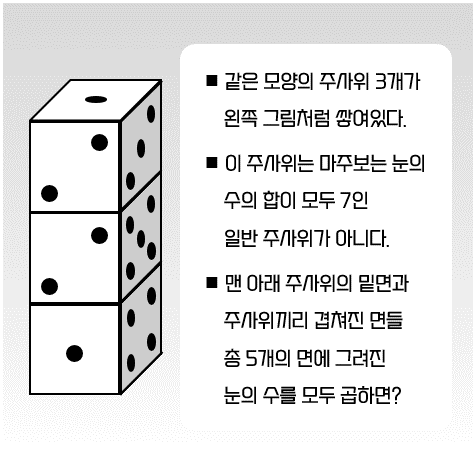 ■ 같은 모양의 주사위 3개가
왼쪽 그림처럼 쌓여있다.
■ 이 주사위는 마주보는 눈의
수의 합이 모두 7인
일반 주사위가 아니다.
■ 맨 아래 주사위의 밑면과
주사위끼리 겹쳐진 면들
총 5개의 면에 그려진
눈의 수를 모두 곱하면?